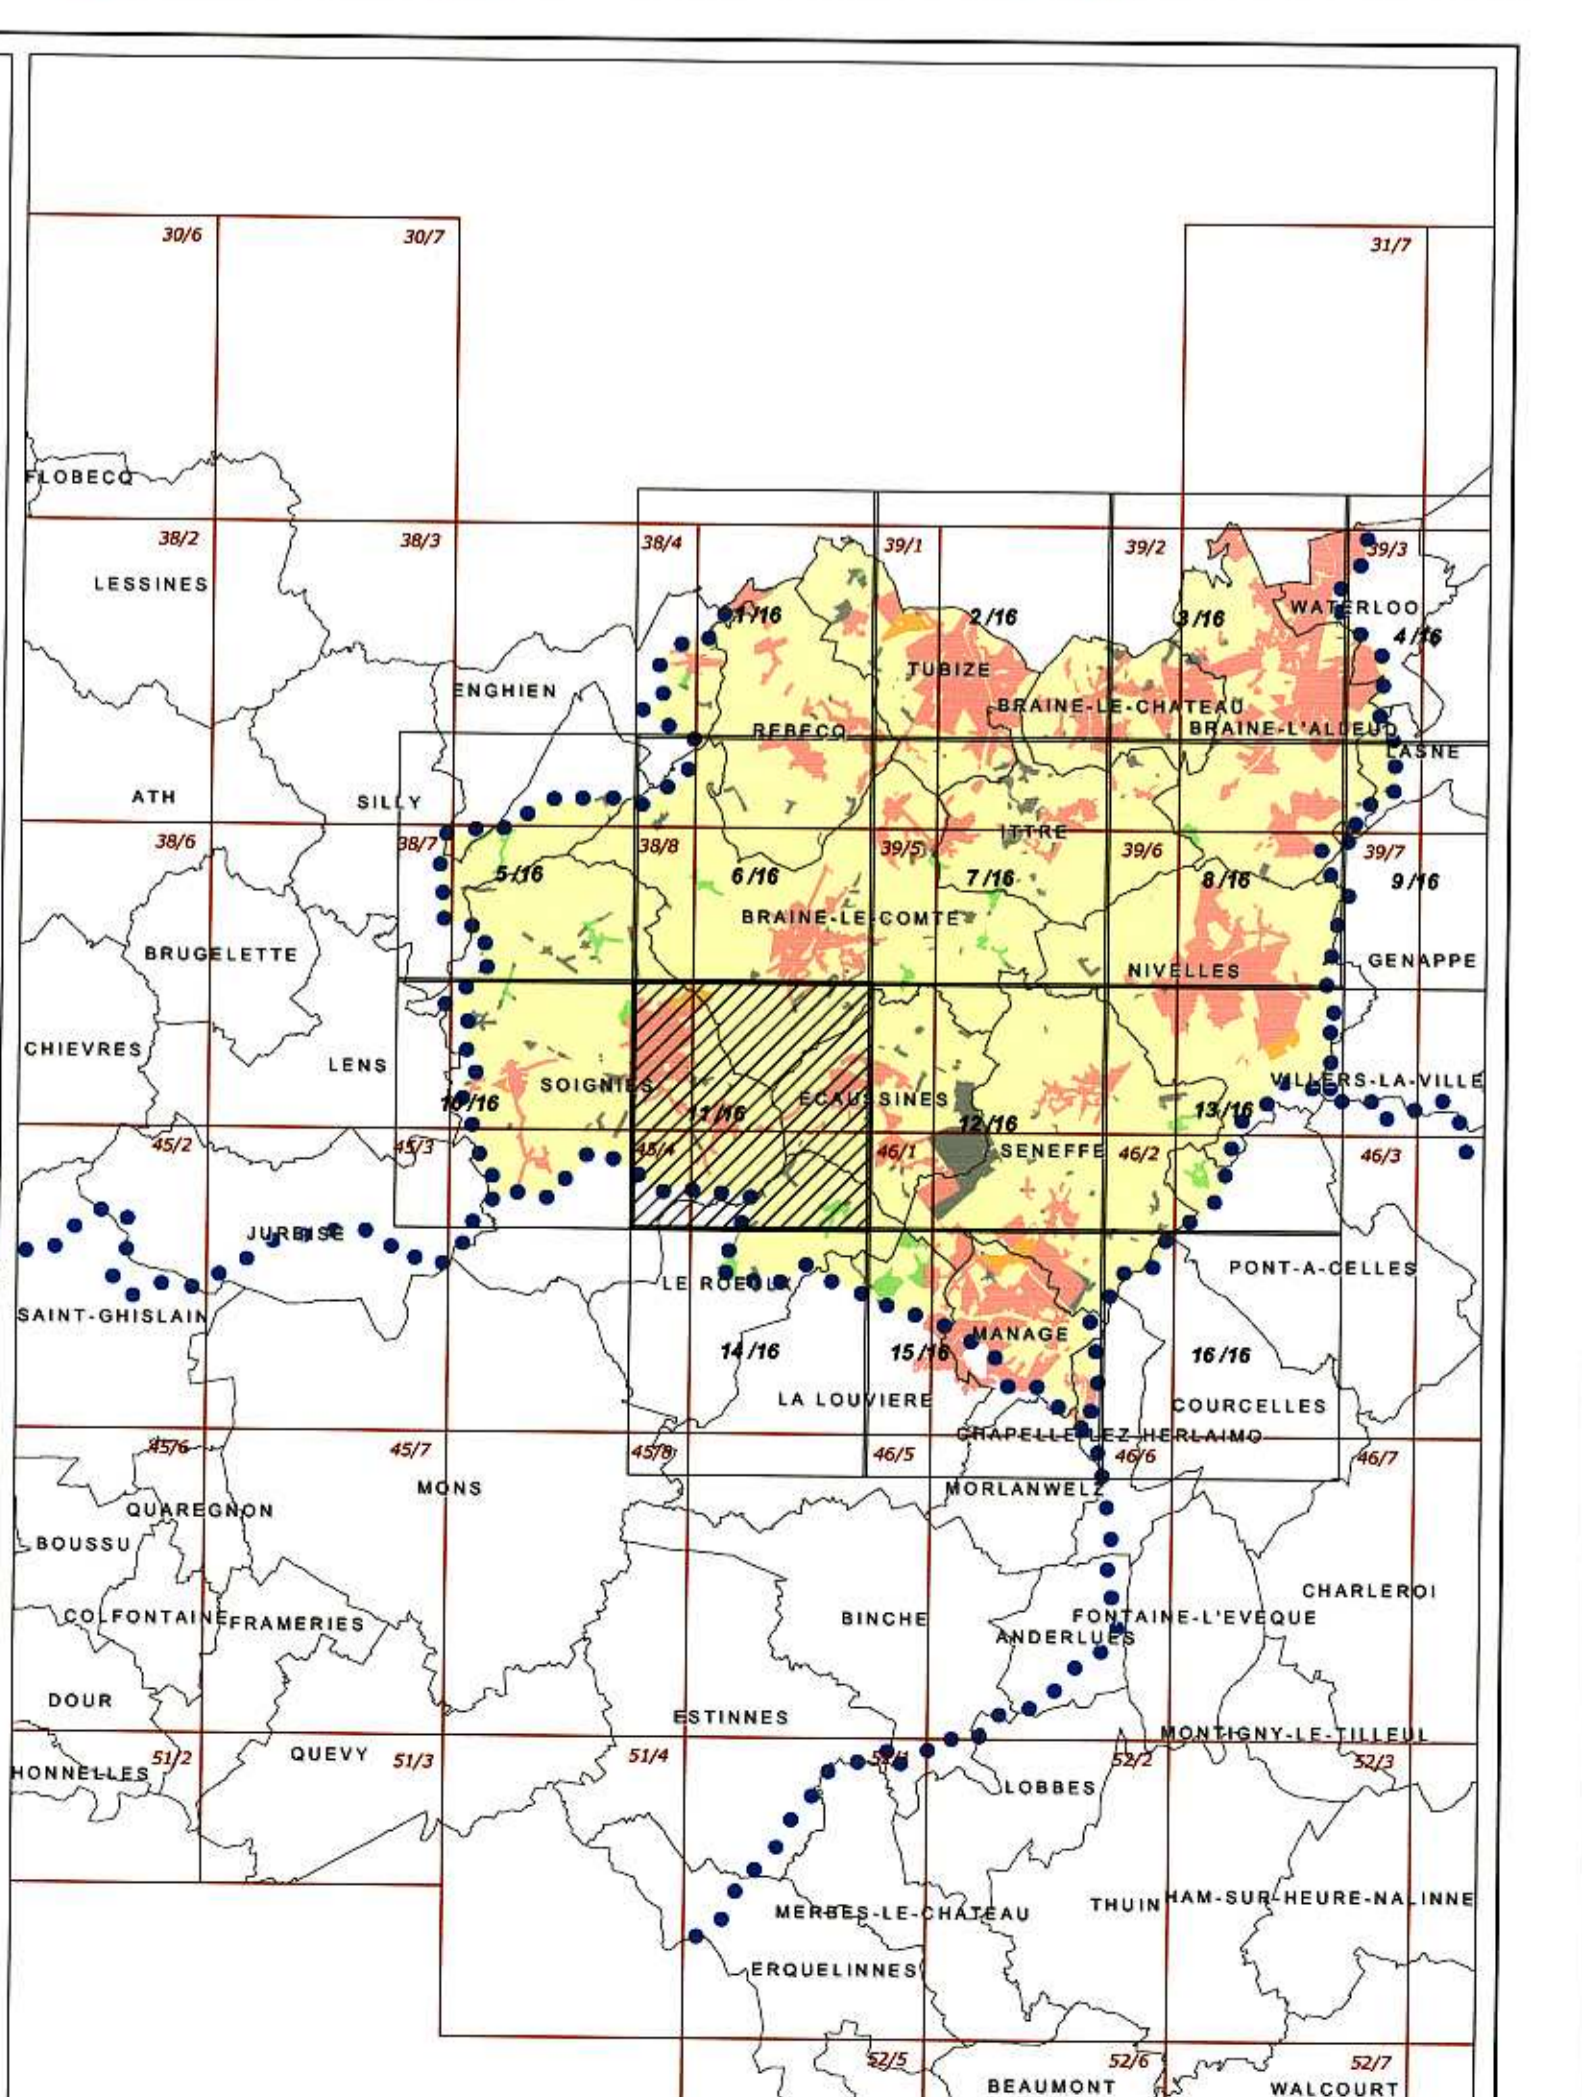 30/6
30/7
31/7
FLOBECQ
38/2
38/3
38/4
39/1
39/2
39/3
LESSINES
1/16
2/16
3/16
WATERLOO
4/16
TUBIZE
ENGHIEN
BRAINE-LE-CHATEAU
REBECQ
BRAINE-L'ALLEUD
LASNE
ATH
SILLY
ITTRE
38/6
38/7
38/8
39/5
39/6
39/7
5/16
6/16
7/16
8/16
9/16
BRAINE-LE-COMTE
BRUGELETTE
NIVELLES
GENAPPE
CHIEVRES
LENS
SOIGNIES
ECAUSSINES
VILLERS-LA-VILLE
10/16
11/16
12/16
13/16
45/2
45/3
45/4
46/1
SENEFFE
46/2
46/3
JURBISE
LE ROEULX
PONT-A-CELLES
SAINT-GHISLAIN
MANAGE
14/16
15/16
16/16
LA LOUVIERE
COURCELLES
CHAPELLE-LEZ-HERLAIMO
45/6
45/7
45/8
46/5
46/6
46/7
MONS
MORLANWELZ
QUAREGNON
BOUSSU
CHARLEROI
COLFONTAINE
FRAMERIES
BINCHE
FONTAINE-L'EVEQUE
ANDERLUES
DOUR
ESTINNES
MONTIGNY-LE-TILLEUL
HONNELLES
51/2
QUEVY
51/3
51/4
52/1
52/2
52/3
LOBBES
MERBES-LE-CHATEAU
THUIN
HAM-SUR-HEURE-NALINNE
ERQUELINNES
52/5
52/6
52/7
BEAUMONT
WALCOURT